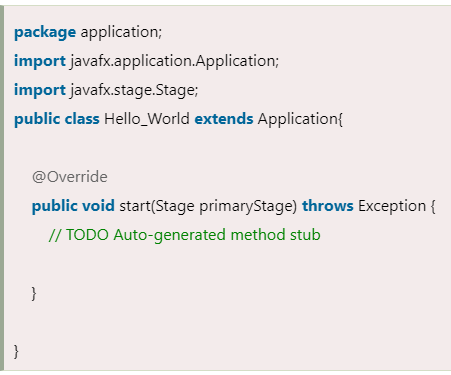 package application;
import javafx.application.Application;
import javafx.stage.Stage;
public class Hello_World extends Application{
@Override
public void start(Stage primaryStage) throws Exception {
// TODO Auto-generated method stub
}
}